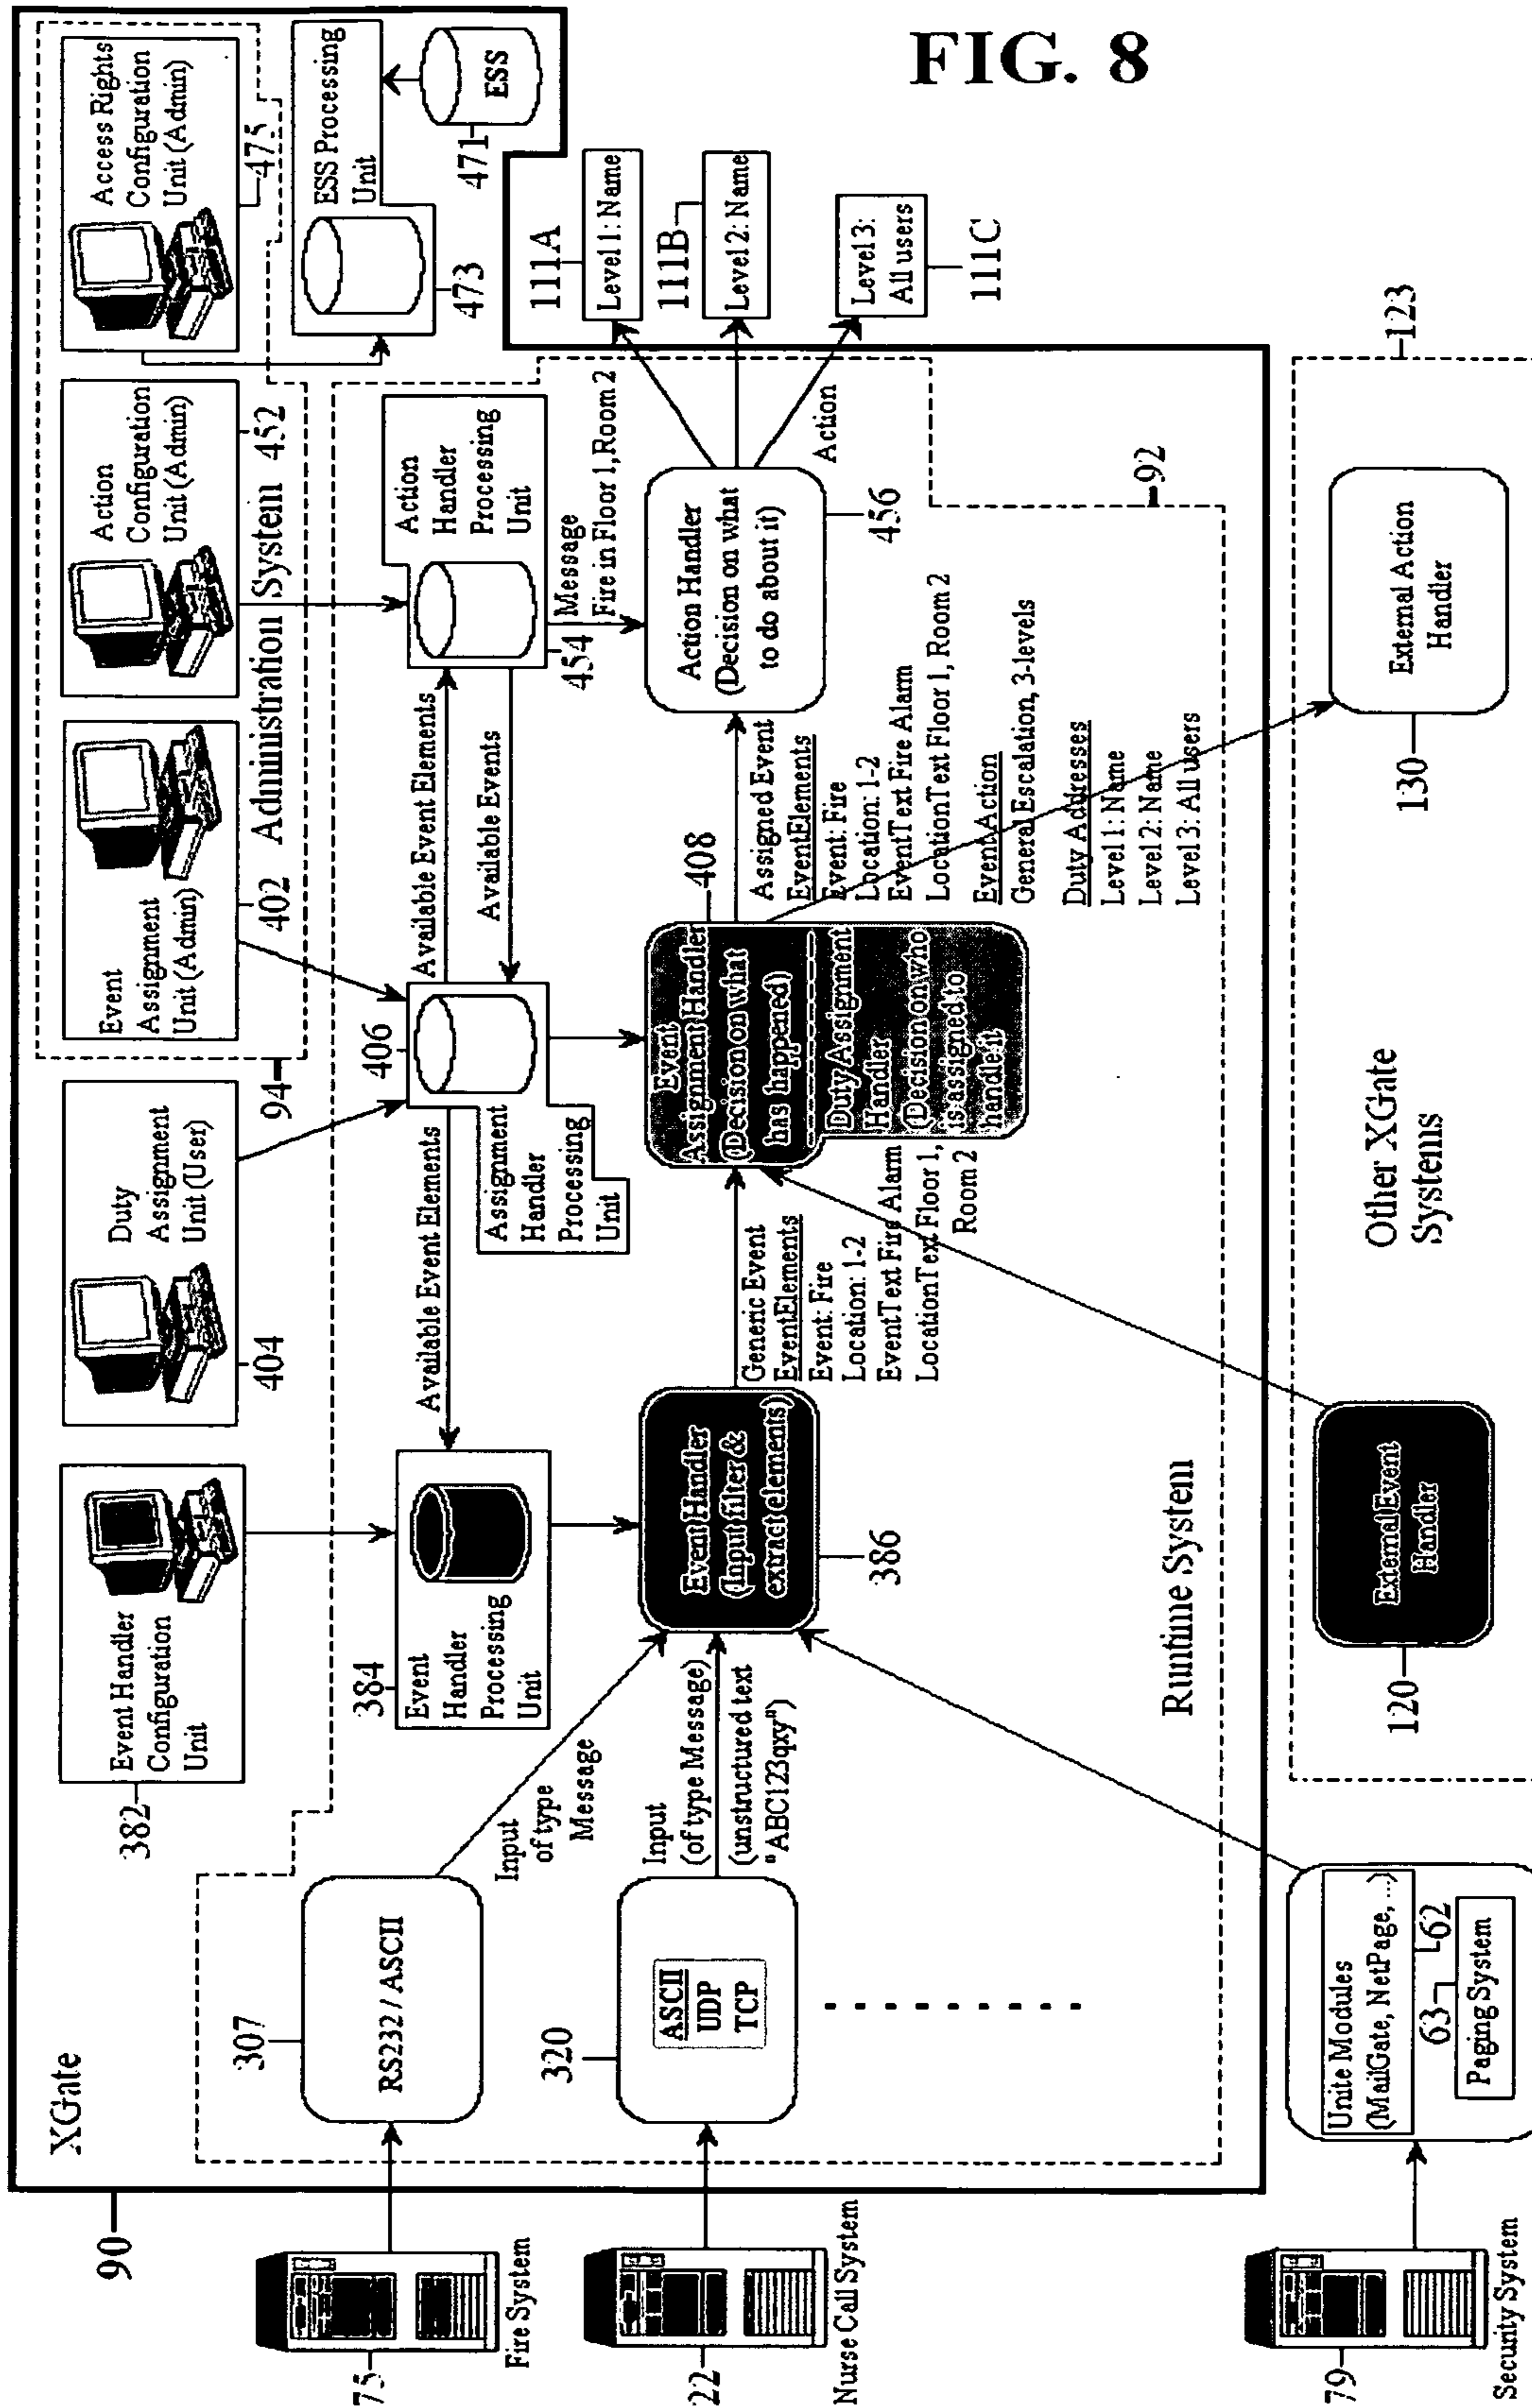 FIG. 8
XGate
90
Event Handler
Configuration
Unit
382
Duty
Assignment
Unit (User)
404
94
Event
Assignment
Unit (Admin)
402
Administration System
Action
Configuration
Unit (Admin)
452
Access Rights
Configuration
Unit (Admin)
475
ESS Processing
Unit
473
ESS
471
384
Event
Handler
Processing
Unit
Available Event Elements
406
Assignment
Handler
Processing
Unit
Available Event Elements
Available Events
Action
Handler
Processing
Unit
454
Message
Fire in Floor 1, Room 2
75
Fire System
307
RS232 / ASCII
Input
of type
Message
22
Nurse Call System
320
ASCII
UDP
TCP
Input
(of type Message)
(unstructured text
"ABC123qxy")
Event Handler
(Input filter &
extract elements)
386
Generic Event
EventElements
Event: Fire
Location: 1-2
EventText Fire Alarm
LocationText Floor 1,
Room 2
Event
Assignment Handler
(Decision on what
has happened)
Duty Assignment
Handler
(Decision on who
is assigned to
handle it
408
Assigned Event
EventElements
Event: Fire
Location: 1-2
EventText Fire Alarm
LocationText Floor 1, Room 2
Event Action
General Escalation, 3-levels
Duty Addresses
Level 1: Name
Level 2: Name
Level 3: All users
Action Handler
(Decision on what
to do about it)
456
Action
111A
Level 1: Name
111B
Level 2: Name
Level 3:
All users
111C
Runtime System
92
79
Security System
Unite Modules
(MailGate, NetPage, ...)
63
62
Paging System
120
External Event
Handler
Other XGate
Systems
130
External Action
Handler
123